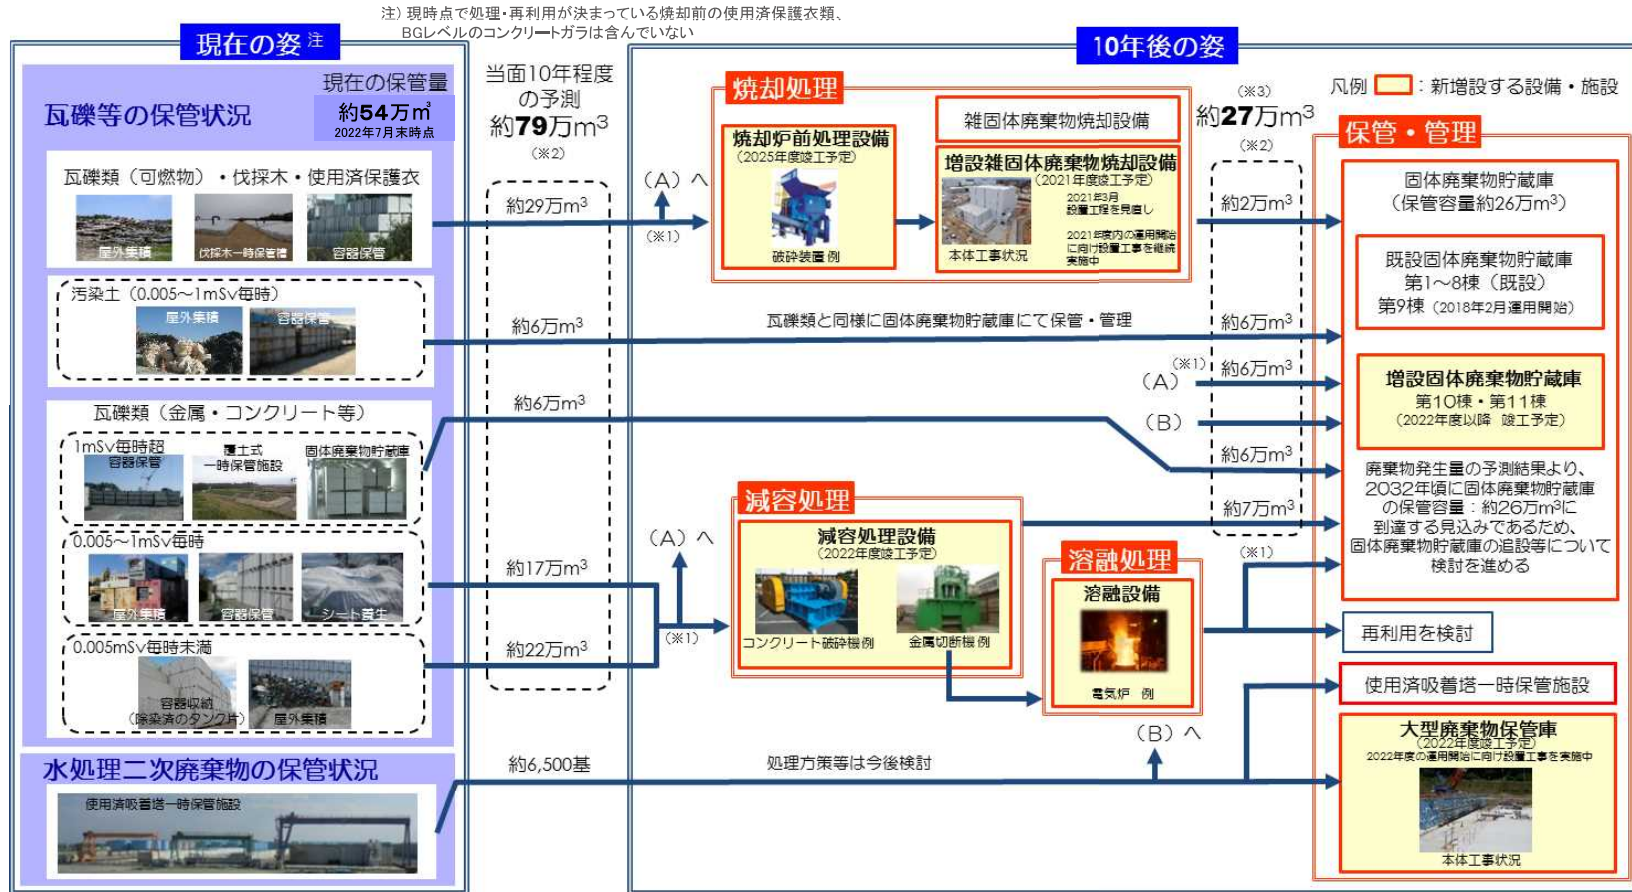 注）現時点で処理・再利用が決まっている焼却前の使用済保護衣類、
BGレベルのコンクリートガラは含んでいない
現在の姿 注
現在の保管量
瓦礫等の保管状況
約54万㎥
2022年7月末時点
瓦礫類（可燃物）・伐採木・使用済保護衣
屋外集積
伐採木一時保管槽
容器保管
汚染土（0.005～1mSv毎時）
屋外集積
容器保管
瓦礫類（金属・コンクリート等）
1mSv毎時超
容器保管
覆土式
一時保管施設
固体廃棄物貯蔵庫
0.005～1mSv毎時
屋外集積
容器保管
シート養生
0.005mSv毎時未満
容器収納
（除染済のタンク片）
屋外集積
水処理二次廃棄物の保管状況
使用済吸着塔一時保管施設
当面10年程度
の予測
約79万m³
（※2）
約29万m³
約6万m³
約6万m³
約17万m³
約22万m³
約6,500基
10年後の姿
（A）へ
（※1）
焼却処理
焼却炉前処理設備
（2025年度竣工予定）
破砕装置例
雑固体廃棄物焼却設備
増設雑固体廃棄物焼却設備
（2021年度竣工予定）
2021年3月
設置工程を見直し
2021年度内の運用開始
に向け設置工事を継続
実施中
本体工事状況
瓦礫類と同様に固体廃棄物貯蔵庫にて保管・管理
（A）へ
（※1）
減容処理
減容処理設備
（2022年度竣工予定）
コンクリート破砕機例
金属切断機例
溶融処理
溶融設備
電気炉 例
処理方策等は今後検討
（B）へ
（※3）
約27万m³
（※2）
約2万m³
約6万m³
（A）
（※1）
約6万m³
（B）
約6万m³
約7万m³
（※1）
凡例 ：新増設する設備・施設
保管・管理
固体廃棄物貯蔵庫
（保管容量約26万m³）
既設固体廃棄物貯蔵庫
第1～8棟（既設）
第9棟（2018年2月運用開始）
増設固体廃棄物貯蔵庫
第10棟・第11棟
（2022年度以降 竣工予定）
廃棄物発生量の予測結果より、
2032年頃に固体廃棄物貯蔵庫
の保管容量：約26万m³に
到達する見込みであるため、
固体廃棄物貯蔵庫の追設等について
検討を進める
再利用を検討
使用済吸着塔一時保管施設
大型廃棄物保管庫
（2022年度竣工予定）
2022年度の運用開始に向け設置工事を実施中
本体工事状況